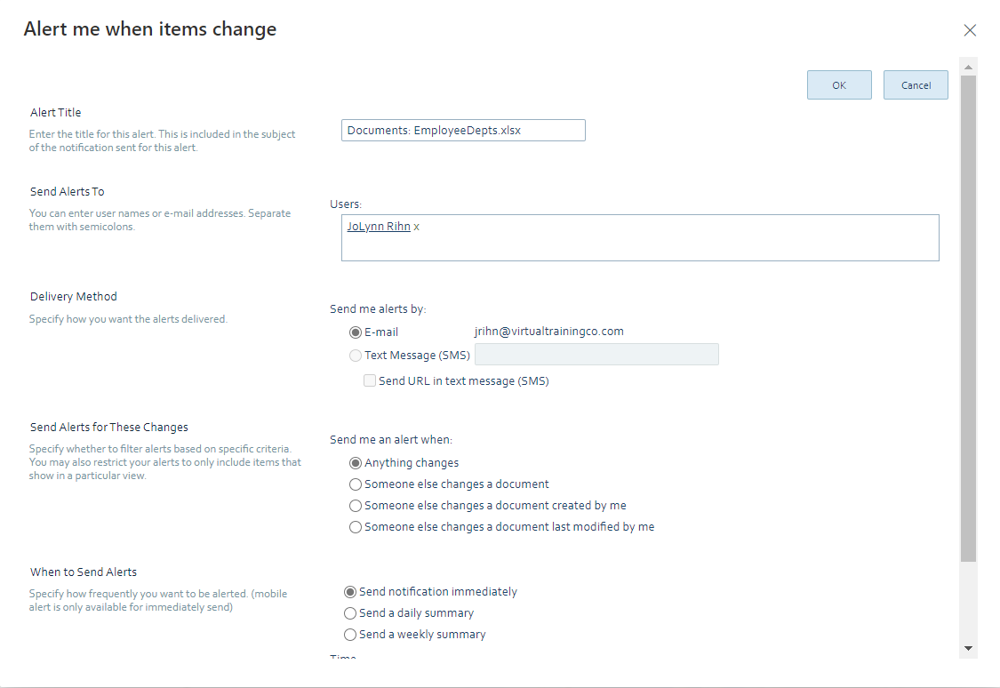 Alert me when items change
OK
Cancel
Alert Title
Enter the title for this alert. This is included in the subject
of the notification sent for this alert.
Documents: EmployeeDepts.xlsx
Send Alerts To
You can enter user names or e-mail addresses. Separate
them with semicolons.
Users:
JoLynn Rihn x
Delivery Method
Specify how you want the alerts delivered.
Send me alerts by:
E-mail jrihn@virtualtrainingco.com
Text Message (SMS)
Send URL in text message (SMS)
Send Alerts for These Changes
Specify whether to filter alerts based on specific criteria.
You may also restrict your alerts to only include items that
show in a particular view.
Send me an alert when:
Anything changes
Someone else changes a document
Someone else changes a document created by me
Someone else changes a document last modified by me
When to Send Alerts
Specify how frequently you want to be alerted. (mobile
alert is only available for immediately send)
Send notification immediately
Send a daily summary
Send a weekly summary
Time